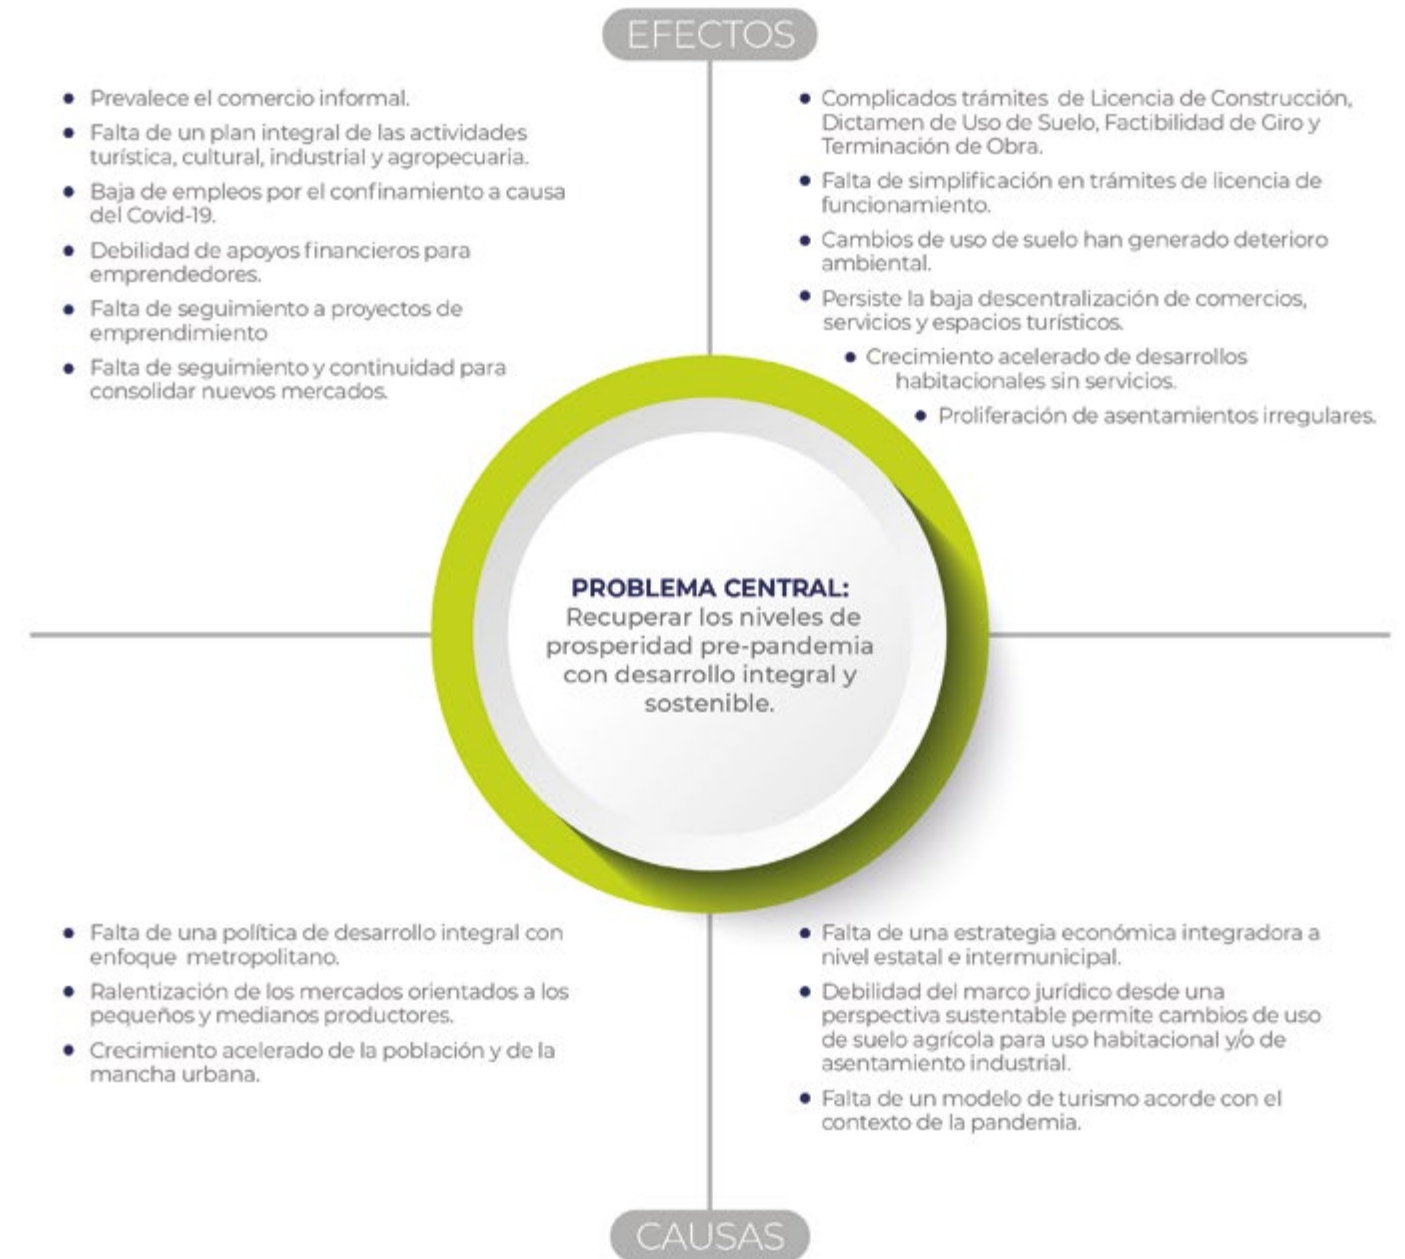 EFECTOS
• Prevalece el comercio informal.
• Falta de un plan integral de las actividades
turística, cultural, industrial y agropecuaria.
• Baja de empleos por el confinamiento a causa
del Covid-19.
• Debilidad de apoyos financieros para
emprendedores.
• Falta de seguimiento a proyectos de
emprendimiento
• Falta de seguimiento y continuidad para
consolidar nuevos mercados.
• Complicados trámites de Licencia de Construcción,
Dictamen de Uso de Suelo, Factibilidad de Giro y
Terminación de Obra.
• Falta de simplificación en trámites de licencia de
funcionamiento.
• Cambios de uso de suelo han generado deterioro
ambiental.
• Persiste la baja descentralización de comercios,
servicios y espacios turísticos.
• Crecimiento acelerado de desarrollos
habitacionales sin servicios.
• Proliferación de asentamientos irregulares.
PROBLEMA CENTRAL:
Recuperar los niveles de
prosperidad pre-pandemia
con desarrollo integral y
sostenible.
• Falta de una política de desarrollo integral con
enfoque metropolitano.
• Ralentización de los mercados orientados a los
pequeños y medianos productores.
• Crecimiento acelerado de la población y de la
mancha urbana.
• Falta de una estrategia económica integradora a
nivel estatal e intermunicipal.
• Debilidad del marco jurídico desde una
perspectiva sustentable permite cambios de uso
de suelo agrícola para uso habitacional y/o de
asentamiento industrial.
• Falta de un modelo de turismo acorde con el
contexto de la pandemia.
CAUSAS